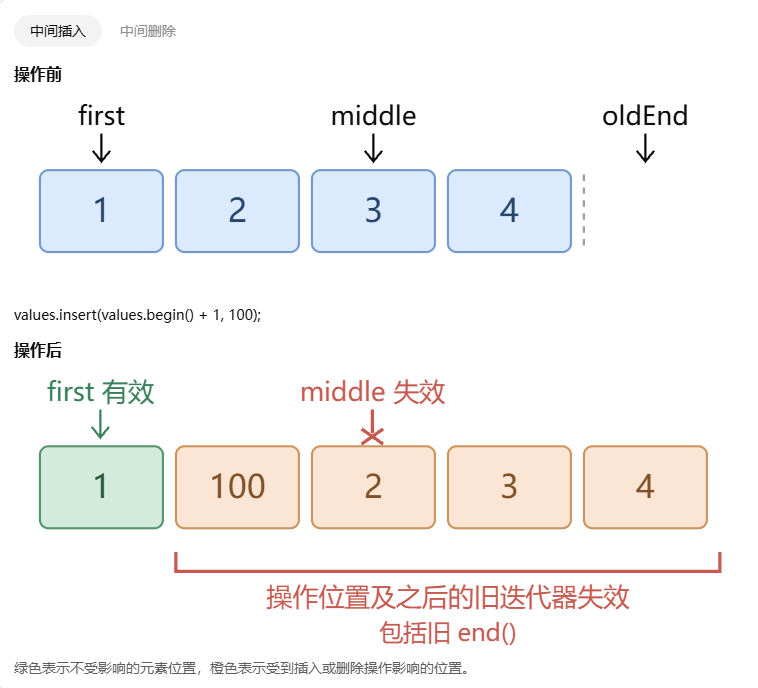 中间插入 中间删除
操作前
first middle oldEnd
1 2 3 4
values.insert(values.begin() + 1, 100);
操作后
first 有效 middle 失效
1 100 2 3 4
操作位置及之后的旧迭代器失效
包括旧 end()
绿色表示不受影响的元素位置，橙色表示受到插入或删除操作影响的位置。